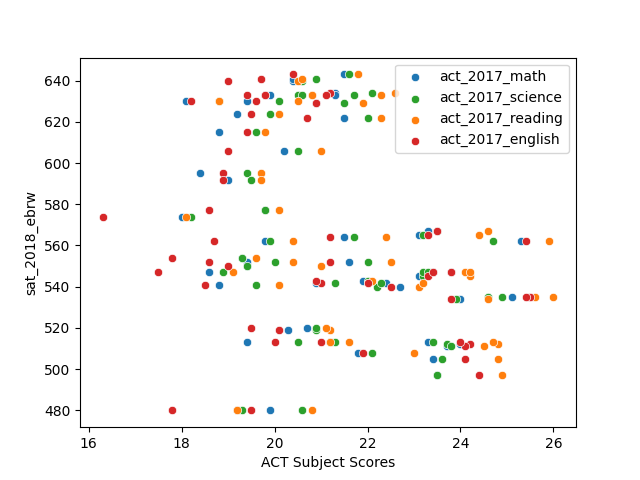 act_2017_math
act_2017_science
act_2017_reading
act_2017_english
640
620
600
580
560
540
520
500
480
sat_2018_ebrw
16 18 20 22 24 26
ACT Subject Scores